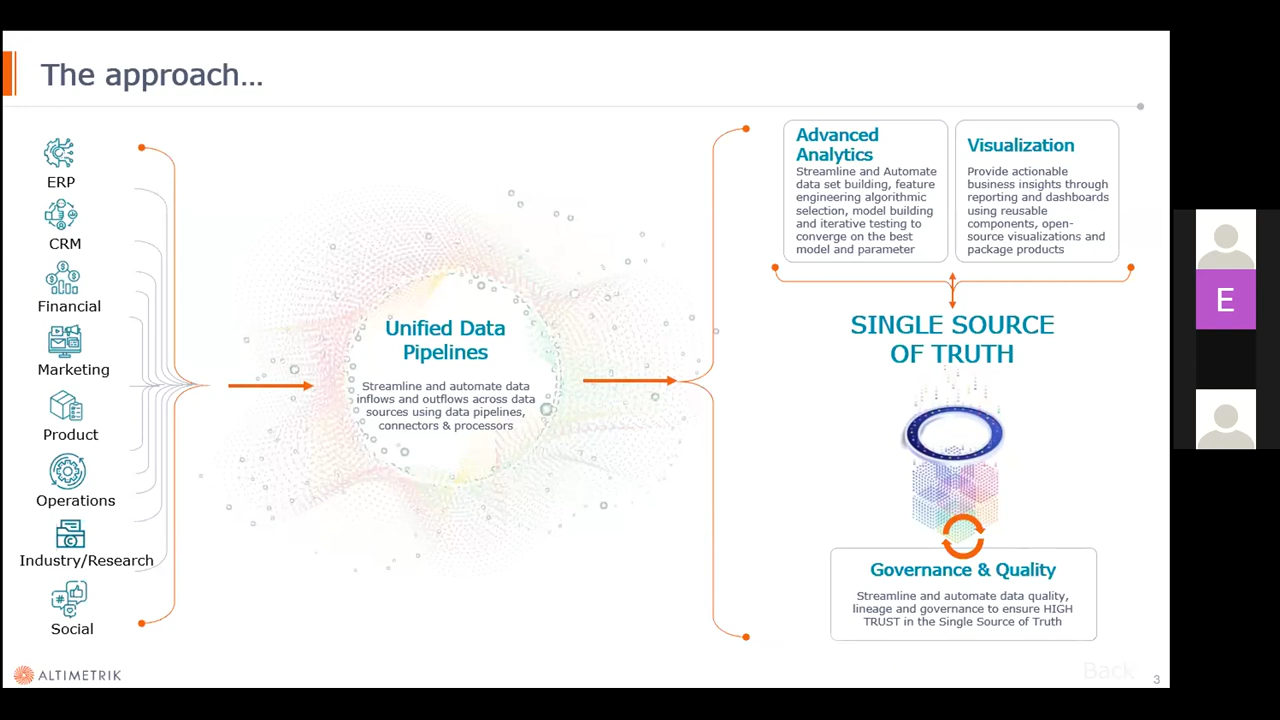 The approach...
ERP
CRM
Financial
Marketing
Product
Operations
Industry/Research
Social
Unified Data
Pipelines
Streamline and automate data
inflows and outflows across data
sources using data pipelines,
connectors & processors
Advanced
Analytics
Streamline and Automate
data set building, feature
engineering algorithmic
selection, model building
and iterative testing to
converge on the best
model and parameter
Visualization
Provide actionable
business insights through
reporting and dashboards
using reusable
components, open-
source visualizations and
package products
SINGLE SOURCE
OF TRUTH
Governance & Quality
Streamline and automate data quality,
lineage and governance to ensure HIGH
TRUST in the Single Source of Truth
ALTIMETRIK
Back
3
E